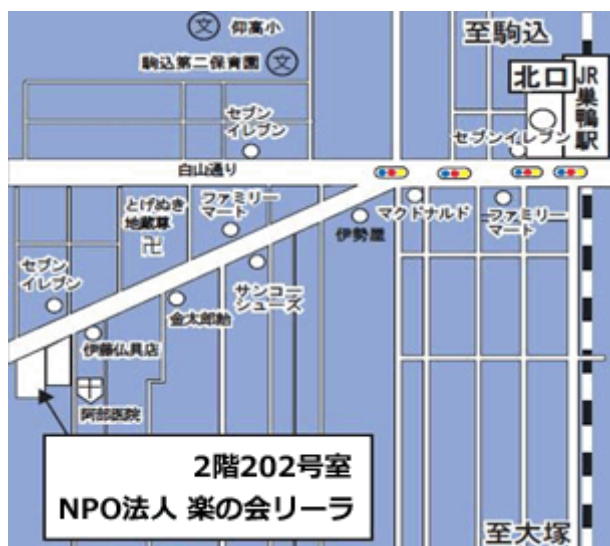 仰高小
文
至駒込
駒込第二保育園
文
北口
JR巣鴨駅
セブン
イレブン
セブンイレブン
白山通り
とげぬき
地蔵尊
卍
ファミリー
マート
伊勢屋
マクドナルド
ファミリー
マート
セブン
イレブン
サンコー
シューズ
金太郎飴
伊藤仏具店
阿部医院
2階202号室
NPO法人 楽の会リーラ
至大塚